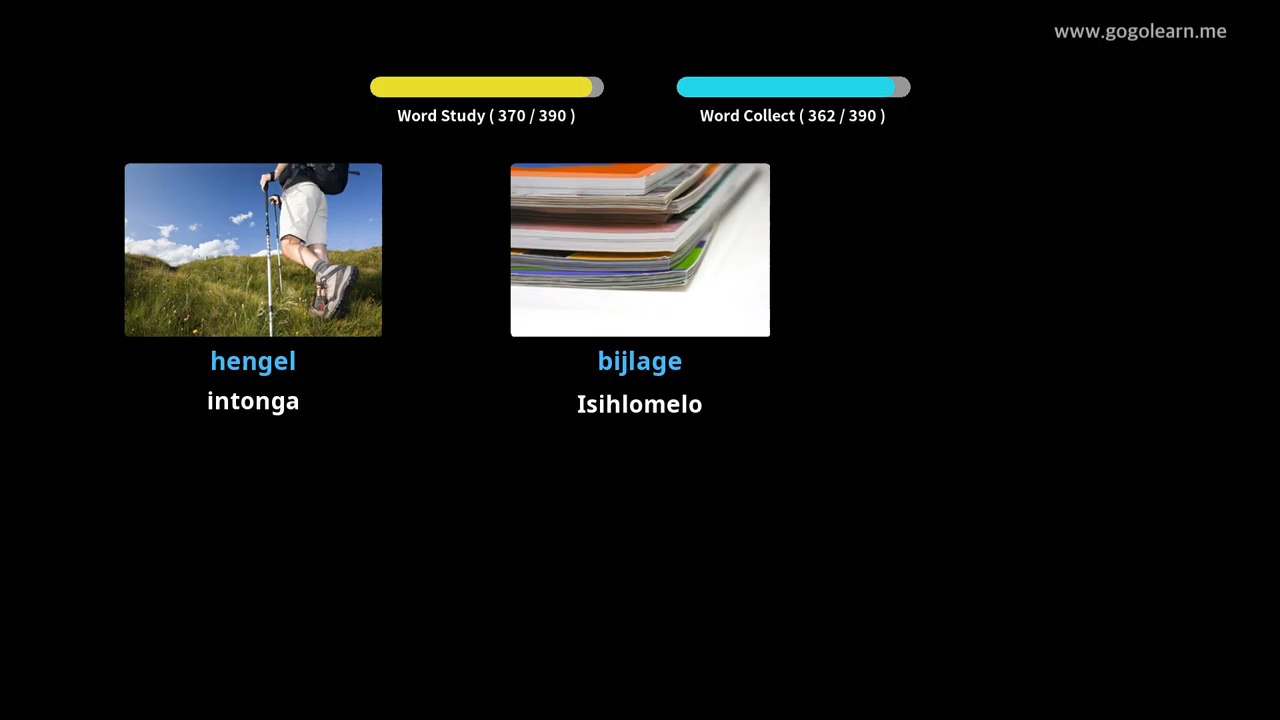 www.gogolearn.me
Word Study ( 370 / 390 )
Word Collect ( 362 / 390 )
hengel
intonga
bijlage
Isihlomelo